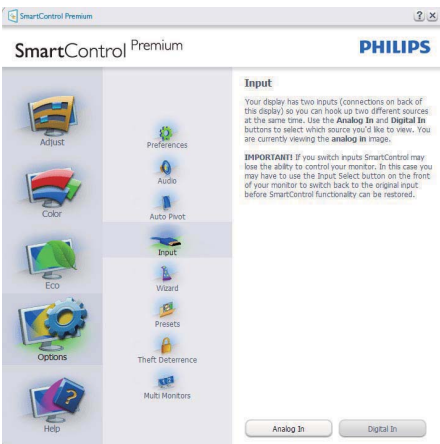 SmartControl Premium
SmartControl Premium
PHILIPS
Adjust
Color
Eco
Options
Help
Preferences
Audio
Auto Pivot
Input
Wizard
Presets
Theft Deterrence
Multi Monitors
Input
Your display has two inputs (connections on back of
this display) so you can hook up two different sources
at the same time. Use the Analog In and Digital In
buttons to select which source you'd like to view. You
are currently viewing the analog in image.
IMPORTANT! If you switch inputs SmartControl may
lose the ability to control your monitor. In this case you
may have to use the Input Select button on the front
of your monitor to switch back to the original input
before SmartControl functionality can be restored.
Analog In
Digital In